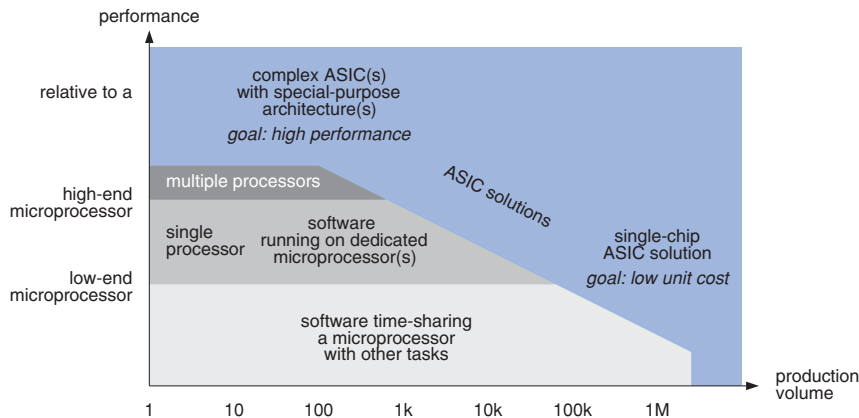 performance
relative to a
high-end
microprocessor
low-end
microprocessor
complex ASIC(s)
with special-purpose
architecture(s)
goal: high performance
multiple processors
ASIC solutions
single
processor
software
running on dedicated
microprocessor(s)
single-chip
ASIC solution
goal: low unit cost
software time-sharing
a microprocessor
with other tasks
production
volume
1 10 100 1k 10k 100k 1M